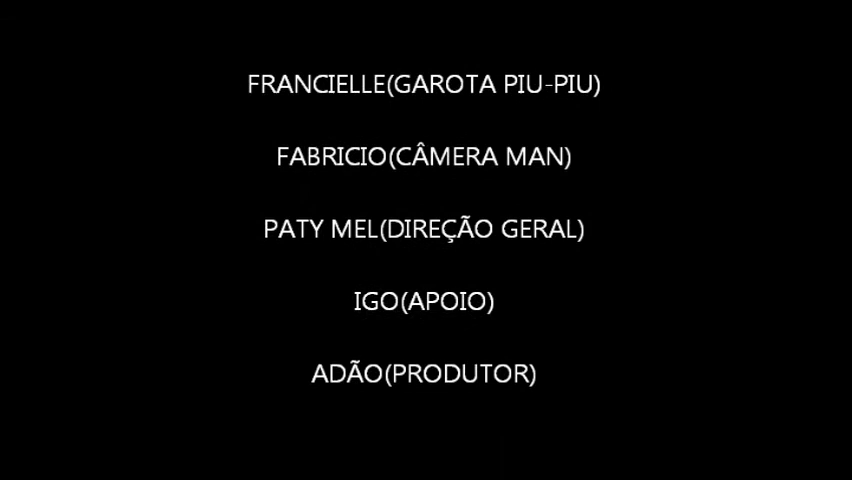 FRANCIELLE(GAROTA PIU-PIU)
FABRICIO(CÂMERA MAN)
PATY MEL(DIREÇÃO GERAL)
IGO(APOIO)
ADÃO(PRODUTOR)